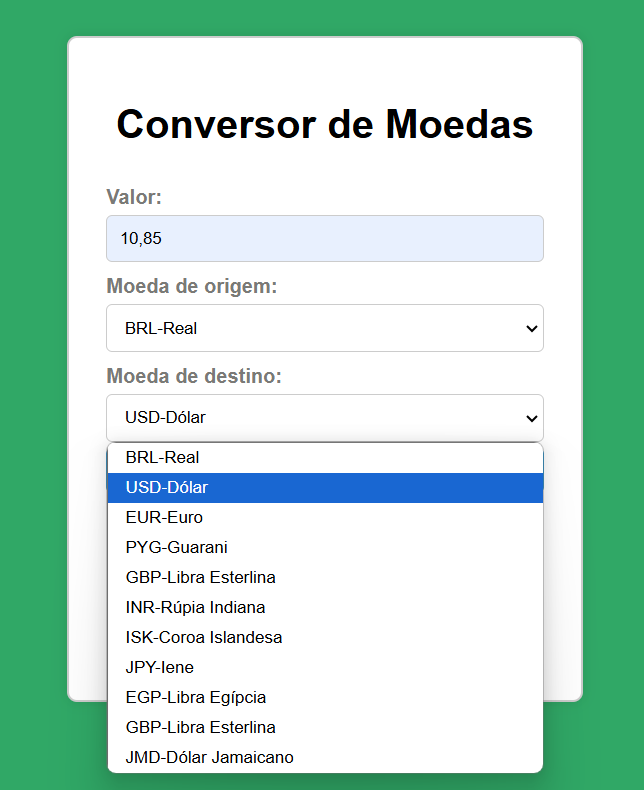 Conversor de Moedas
Valor:
10,85
Moeda de origem:
BRL-Real
Moeda de destino:
USD-Dólar
BRL-Real
USD-Dólar
EUR-Euro
PYG-Guarani
GBP-Libra Esterlina
INR-Rúpia Indiana
ISK-Coroa Islandesa
JPY-Iene
EGP-Libra Egípcia
GBP-Libra Esterlina
JMD-Dólar Jamaicano